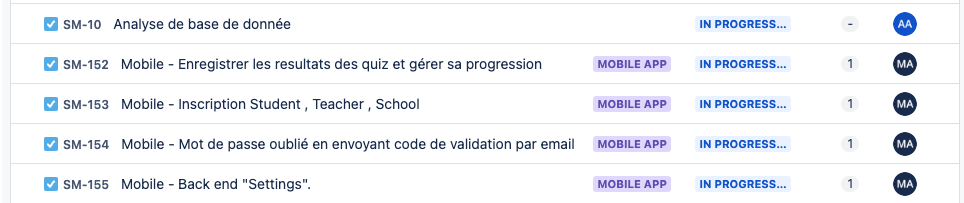 SM-10 Analyse de base de donnée IN PROGRESS... - AA
SM-152 Mobile - Enregistrer les resultats des quiz et gérer sa progression MOBILE APP IN PROGRESS... 1 MA
SM-153 Mobile - Inscription Student , Teacher , School MOBILE APP IN PROGRESS... 1 MA
SM-154 Mobile - Mot de passe oublié en envoyant code de validation par email MOBILE APP IN PROGRESS... 1 MA
SM-155 Mobile - Back end "Settings". MOBILE APP IN PROGRESS... 1 MA